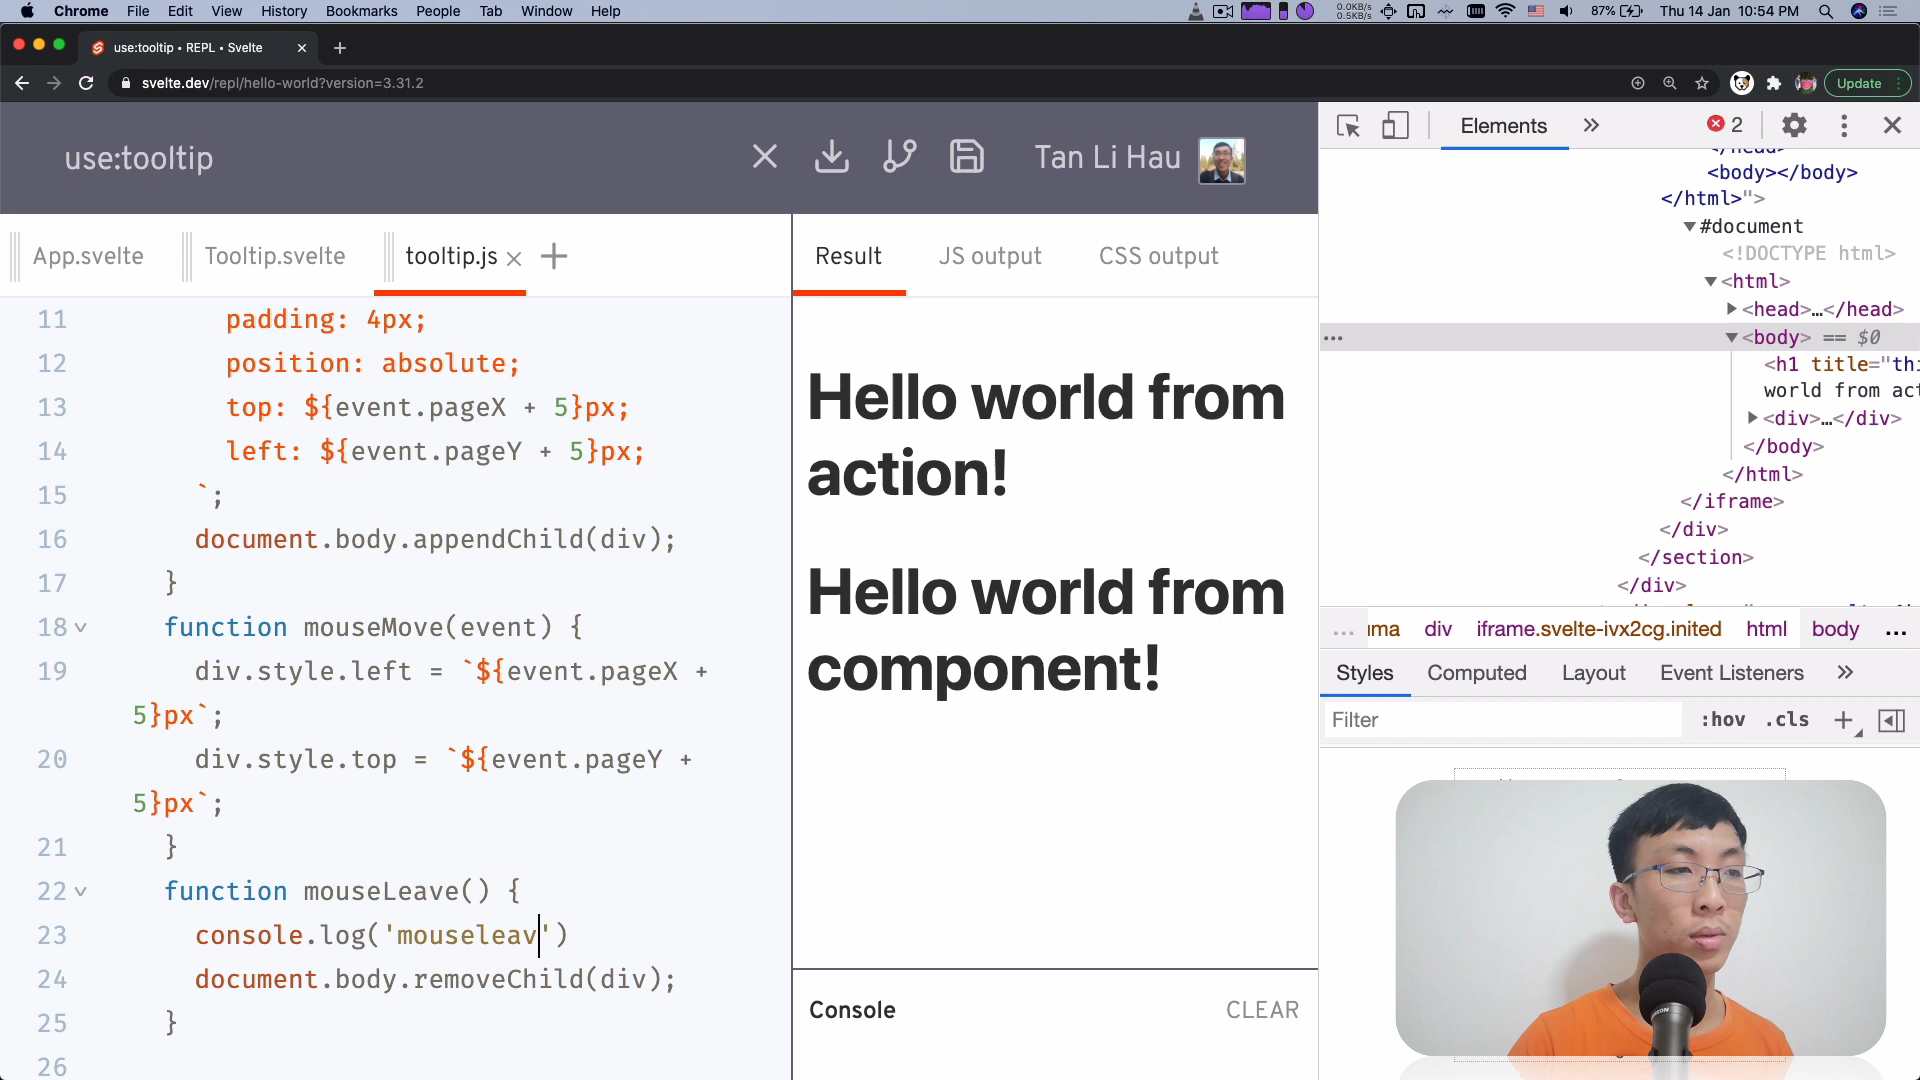 Chrome File Edit View History Bookmarks People Tab Window Help 0.0KB/s 0.5KB/s 87% Thu 14 Jan 10:54 PM
use:tooltip • REPL • Svelte
svelte.dev/repl/hello-world?version=3.31.2 Update
use:tooltip Tan Li Hau
App.svelte Tooltip.svelte tooltip.js
11 padding: 4px;
12 position: absolute;
13 top: ${event.pageX + 5}px;
14 left: ${event.pageY + 5}px;
15 `;
16 document.body.appendChild(div);
17 }
18 function mouseMove(event) {
19 div.style.left = `${event.pageX +
5}px`;
20 div.style.top = `${event.pageY +
5}px`;
21 }
22 function mouseLeave() {
23 console.log('mouseleav')
24 document.body.removeChild(div);
25 }
26
Result JS output CSS output
Hello world from
action!
Hello world from
component!
Console CLEAR
Elements 2
</head>
<body></body>
</html>">
#document
<!DOCTYPE html>
<html>
<head>…</head>
<body> == $0
<h1 title="thi
world from act
<div>…</div>
</body>
</html>
</iframe>
</div>
</section>
</div>
... uma div iframe.svelte-ivx2cg.inited html body ...
Styles Computed Layout Event Listeners
Filter :hov .cls